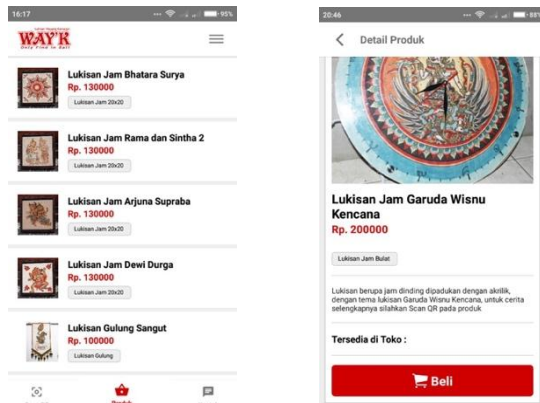 16:17
95%
WAY'K
Only Find in Bali
Lukisan Jam Bhatara Surya
Rp. 130000
Lukisan Jam 20x20
Lukisan Jam Rama dan Sintha 2
Rp. 130000
Lukisan Jam 20x20
Lukisan Jam Arjuna Supraba
Rp. 130000
Lukisan Jam 20x20
Lukisan Jam Dewi Durga
Rp. 130000
Lukisan Jam 20x20
Lukisan Gulung Sangut
Rp. 100000
Lukisan Gulung
20:46
88%
Detail Produk
Lukisan Jam Garuda Wisnu
Kencana
Rp. 200000
Lukisan Jam Bulat
Lukisan berupa jam dinding dipadukan dengan akrilik,
dengan tema lukisan Garuda Wisnu Kencana, untuk cerita
selengkapnya silahkan Scan QR pada produk
Tersedia di Toko :
Beli